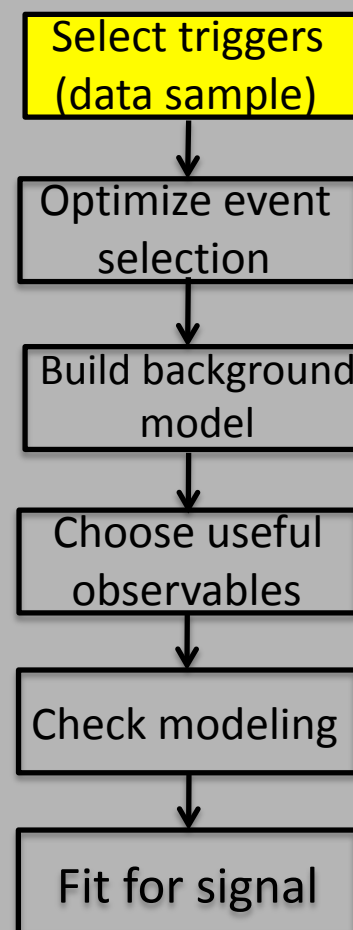 Select triggers
(data sample)
Optimize event
selection
Build background
model
Choose useful
observables
Check modeling
Fit for signal